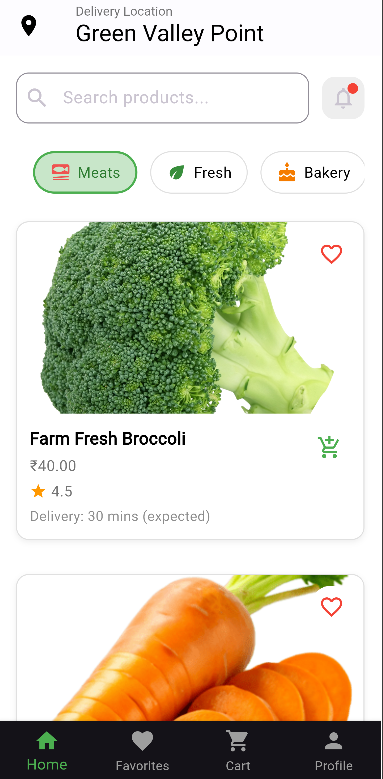 Delivery Location
Green Valley Point
Search products...
Meats Fresh Bakery
Farm Fresh Broccoli
₹40.00
4.5
Delivery: 30 mins (expected)
Home Favorites Cart Profile